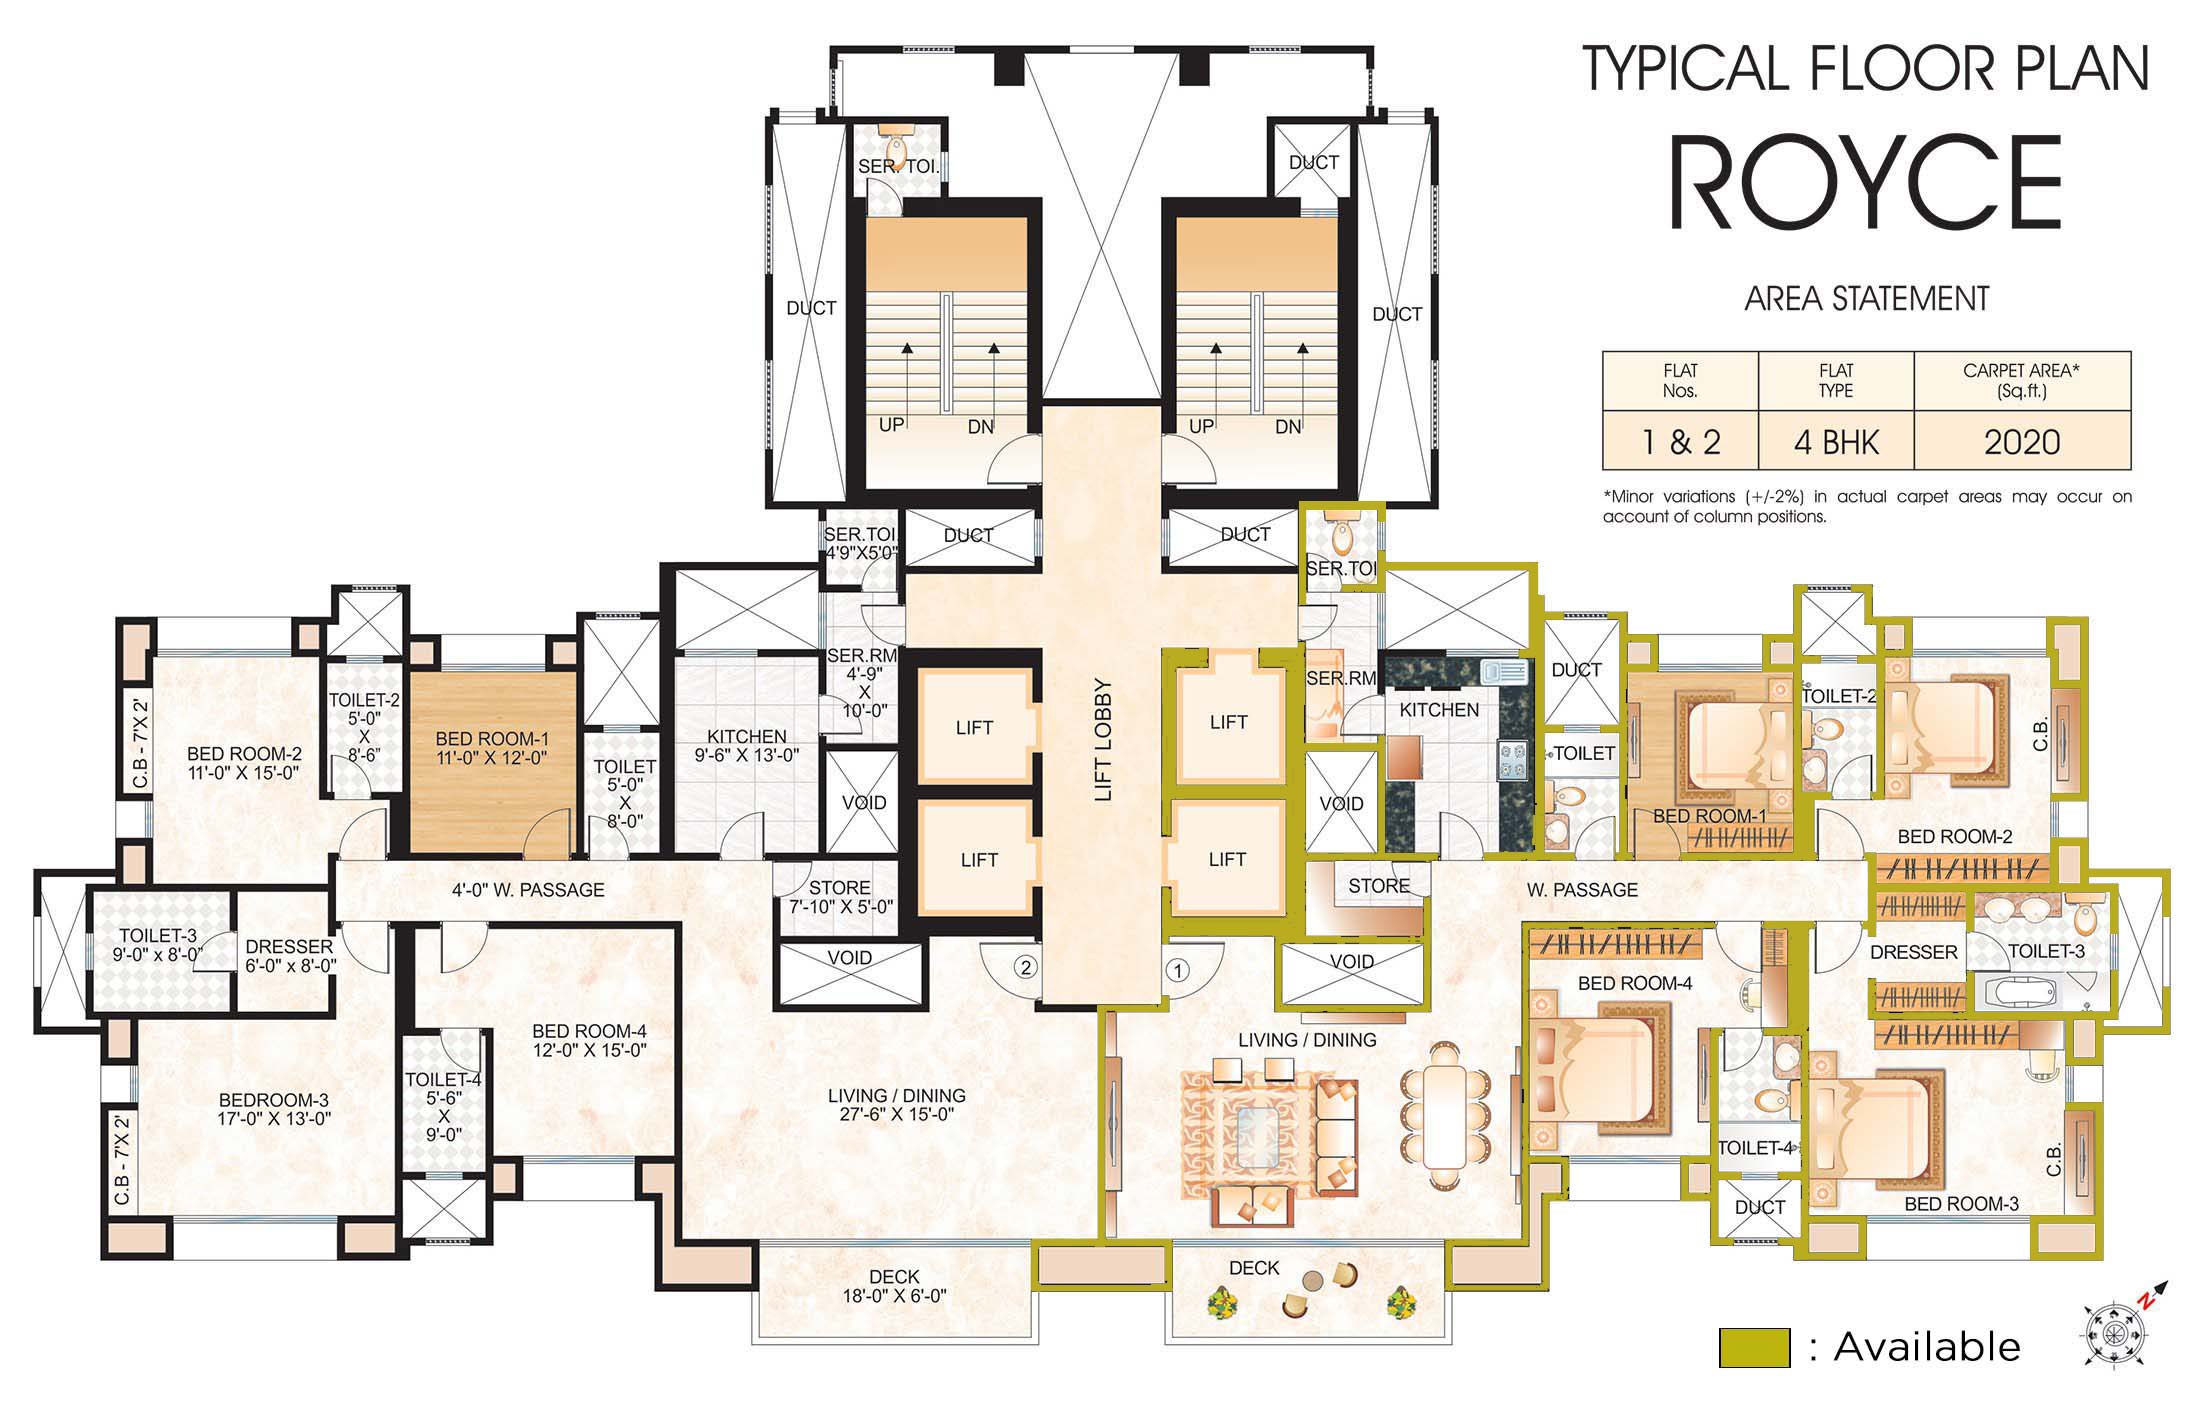 TYPICAL FLOOR PLAN
ROYCE
AREA STATEMENT
FLAT Nos.
FLAT TYPE
CARPET AREA* (Sq.ft.)
1 & 2
4 BHK
2020
*Minor variations (+/-2%) in actual carpet areas may occur on
account of column positions.
SER. TOI.
DUCT
DUCT
DUCT
UP
DN
UP
DN
SER.TOI.
4'9"X5'0"
DUCT
DUCT
SER.TOI
SER.RM
4'-9"
X
10'-0"
LIFT
LIFT
LIFT
LIFT
LIFT LOBBY
C.B - 7'X 2'
BED ROOM-2
11'-0" X 15'-0"
TOILET-2
5'-0"
X
8'-6"
BED ROOM-1
11'-0" X 12'-0"
TOILET
5'-0"
X
8'-0"
KITCHEN
9'-6" X 13'-0"
VOID
4'-0" W. PASSAGE
STORE
7'-10" X 5'-0"
TOILET-3
9'-0" x 8'-0"
DRESSER
6'-0" x 8'-0"
VOID
2
1
BED ROOM-4
12'-0" X 15'-0"
TOILET-4
5'-6"
X
9'-0"
BEDROOM-3
17'-0" X 13'-0"
C.B - 7'X 2'
LIVING / DINING
27'-6" X 15'-0"
DECK
18'-0" X 6'-0"
SER.RM
KITCHEN
DUCT
TOILET
BED ROOM-1
TOILET-2
C.B.
BED ROOM-2
VOID
STORE
W. PASSAGE
VOID
DRESSER
TOILET-3
BED ROOM-4
LIVING / DINING
TOILET-4
DUCT
C.B.
BED ROOM-3
DECK
N
: Available